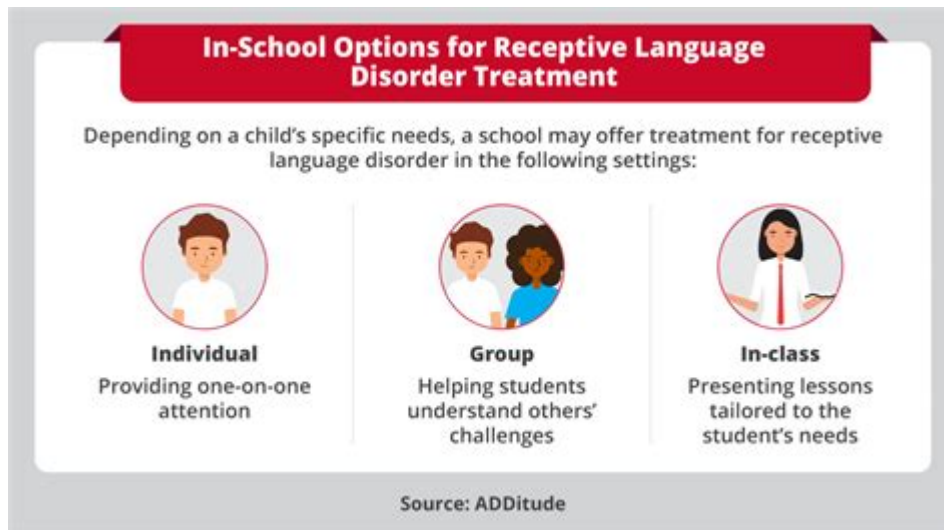 In-School Options for Receptive Language
Disorder Treatment
Depending on a child's specific needs, a school may offer treatment for receptive
language disorder in the following settings:
Individual
Providing one-on-one
attention
Group
Helping students
understand others'
challenges
In-class
Presenting lessons
tailored to the
student's needs
Source: ADDitude